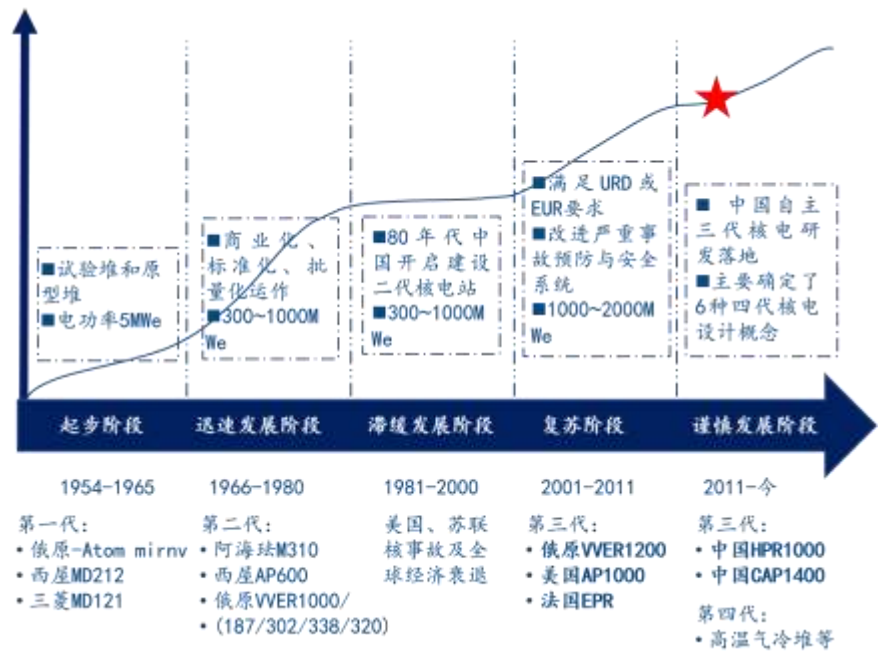 ■试验堆和原
型堆
■电功率5MWe
■商业化、
标准化、批
量化运作
■300~1000M
We
■80年代中
国开启建设
二代核电站
■300~1000M
We
■满足URD或
EUR要求
■改进严重事
故预防与安全
系统
■1000~2000M
We
■ 中国自主
三代核电研
发落地
■主要确定了
6种四代核电
设计概念
起步阶段
迅速发展阶段
滞缓发展阶段
复苏阶段
谨慎发展阶段
1954-1965
1966-1980
1981-2000
2001-2011
2011-今
第一代：
•俄原-Atom mirnv
•西屋MD212
•三菱MD121
第二代：
•阿海珐M310
•西屋AP600
•俄原VVER1000/
•(187/302/338/320)
美国、苏联
核事故及全
球经济衰退
第三代：
•俄原VVER1200
•美国AP1000
•法国EPR
第三代：
•中国HPR1000
•中国CAP1400
第四代：
•高温气冷堆等